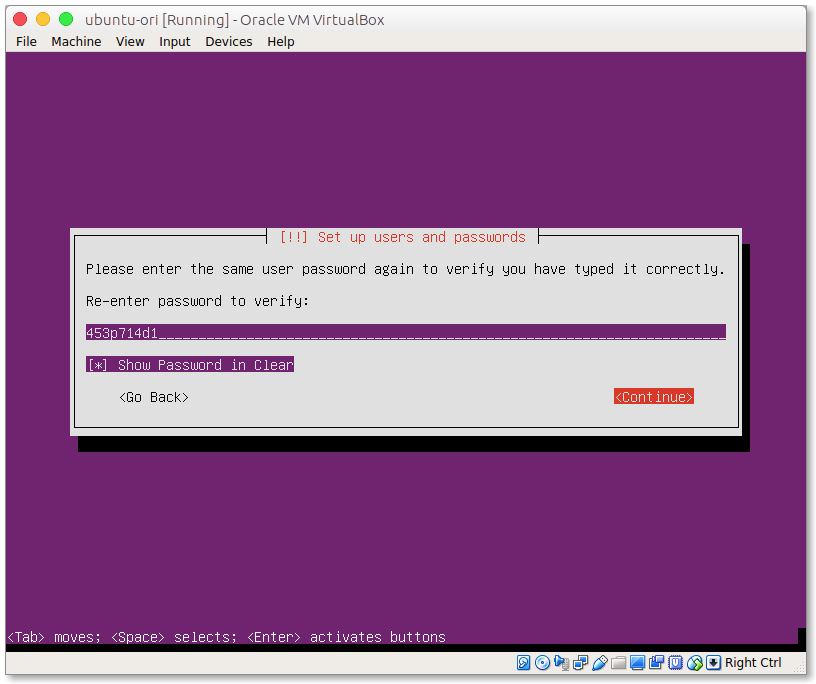 ubuntu-ori [Running] - Oracle VM VirtualBox
File Machine View Input Devices Help
[!!] Set up users and passwords
Please enter the same user password again to verify you have typed it correctly.
Re-enter password to verify:
453p714d1_______________________________________________________________________
[*] Show Password in Clear
<Go Back> <Continue>
<Tab> moves; <Space> selects; <Enter> activates buttons
Right Ctrl